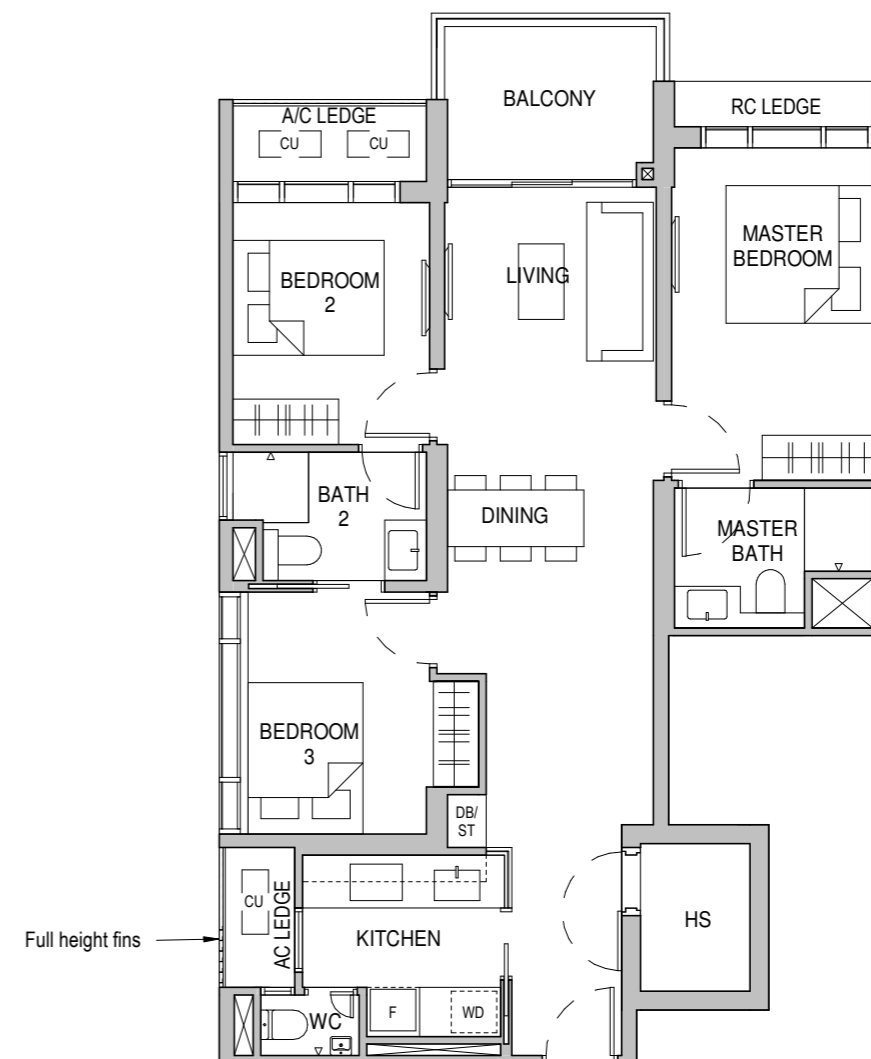 BALCONY
RC LEDGE
A/C LEDGE
CU
CU
MASTER
BEDROOM
BEDROOM
2
LIVING
BATH
2
DINING
MASTER
BATH
BEDROOM
3
DB/
ST
CU
AC LEDGE
KITCHEN
HS
Full height fins
F
WD
WC